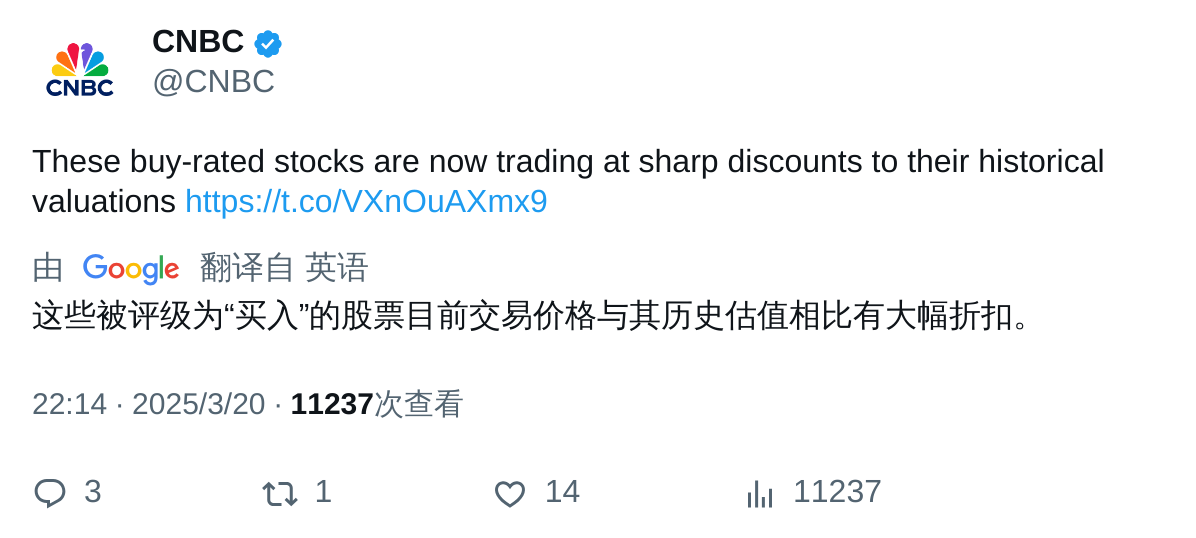 CNBC
CNBC
@CNBC
These buy-rated stocks are now trading at sharp discounts to their historical
valuations https://t.co/VXnOuAXmx9
由 Google 翻译自 英语
这些被评级为“买入”的股票目前交易价格与其历史估值相比有大幅折扣。
22:14 · 2025/3/20 · 11237次查看
3 1 14 11237